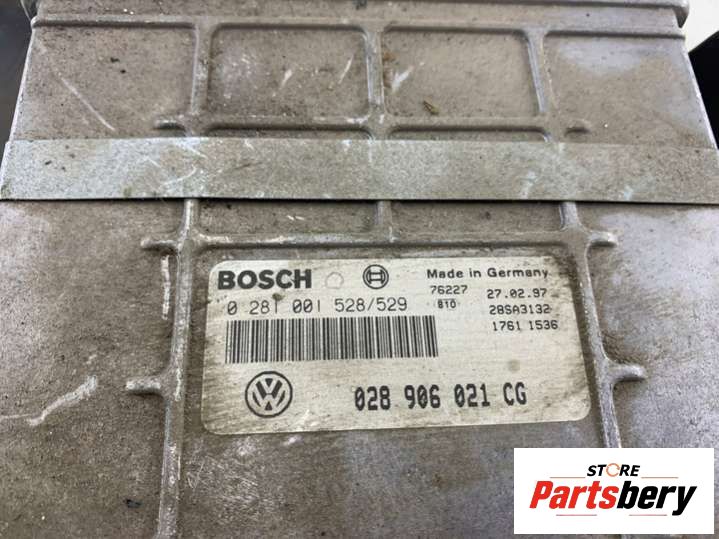 BOSCH Made in Germany
0 281 001 528/529 76227 27.02.97
B10 28SA3132
1761 1536
028 906 021 CG
STORE
Partsbery